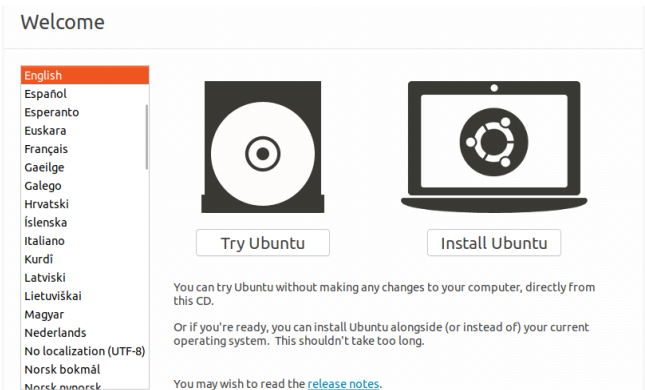 Welcome
English
Español
Esperanto
Euskara
Français
Gaeilge
Galego
Hrvatski
Íslenska
Italiano
Kurdî
Latviski
Lietuviškai
Magyar
Nederlands
No localization (UTF-8)
Norsk bokmål
Norsk nynorsk
Try Ubuntu
Install Ubuntu
You can try Ubuntu without making any changes to your computer, directly from
this CD.
Or if you're ready, you can install Ubuntu alongside (or instead of) your current
operating system. This shouldn't take too long.
You may wish to read the release notes.